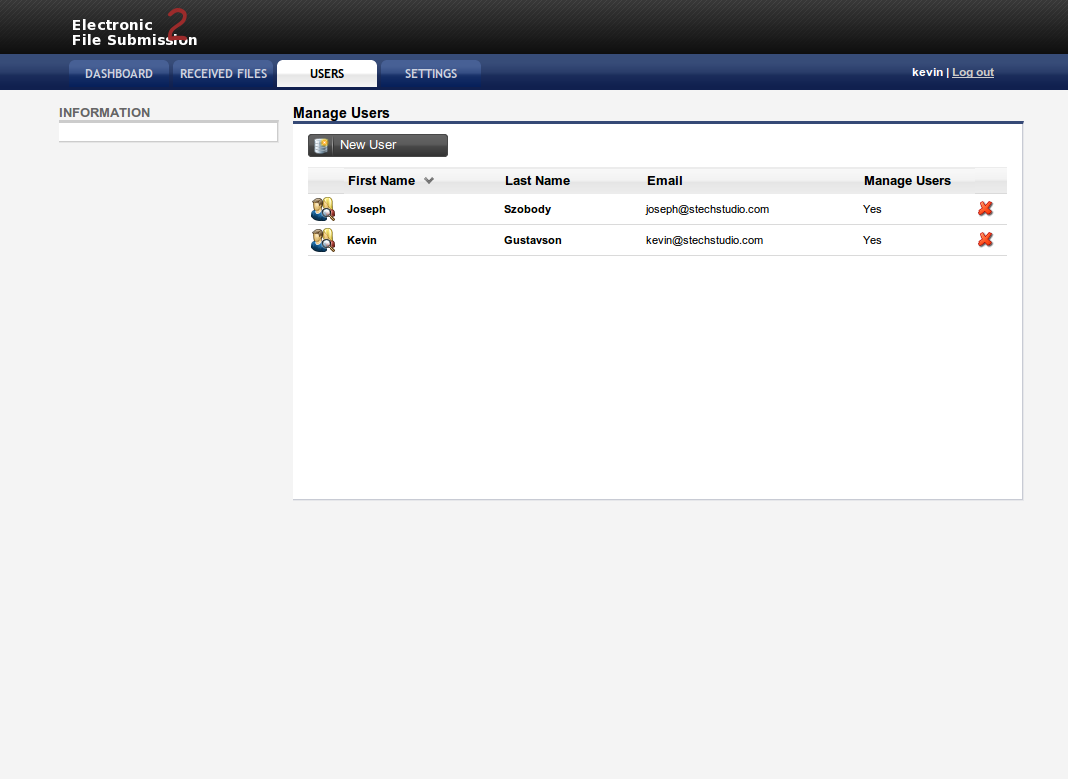 Electronic 2
File Submission
DASHBOARD RECEIVED FILES USERS SETTINGS kevin | Log out
INFORMATION
Manage Users
New User
First Name Last Name Email Manage Users
Joseph Szobody joseph@stechstudio.com Yes
Kevin Gustavson kevin@stechstudio.com Yes